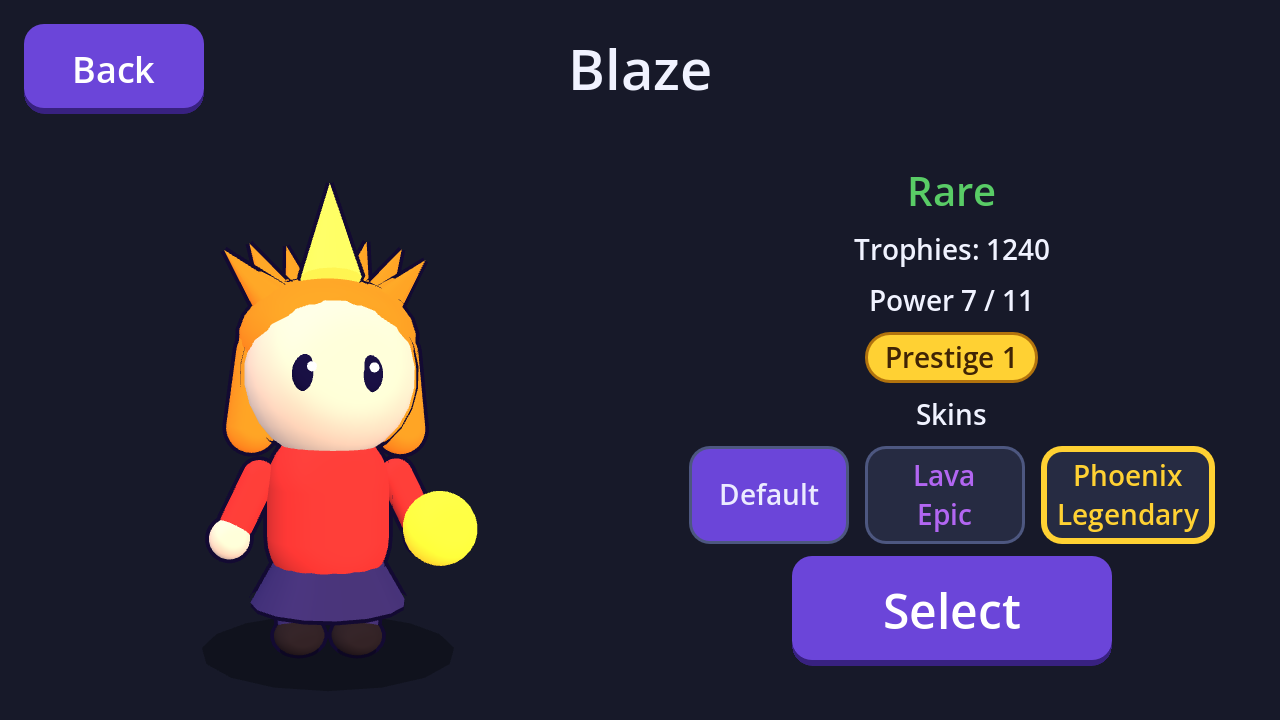 Back
Blaze
Rare
Trophies: 1240
Power 7 / 11
Prestige 1
Skins
Default
Lava
Epic
Phoenix
Legendary
Select